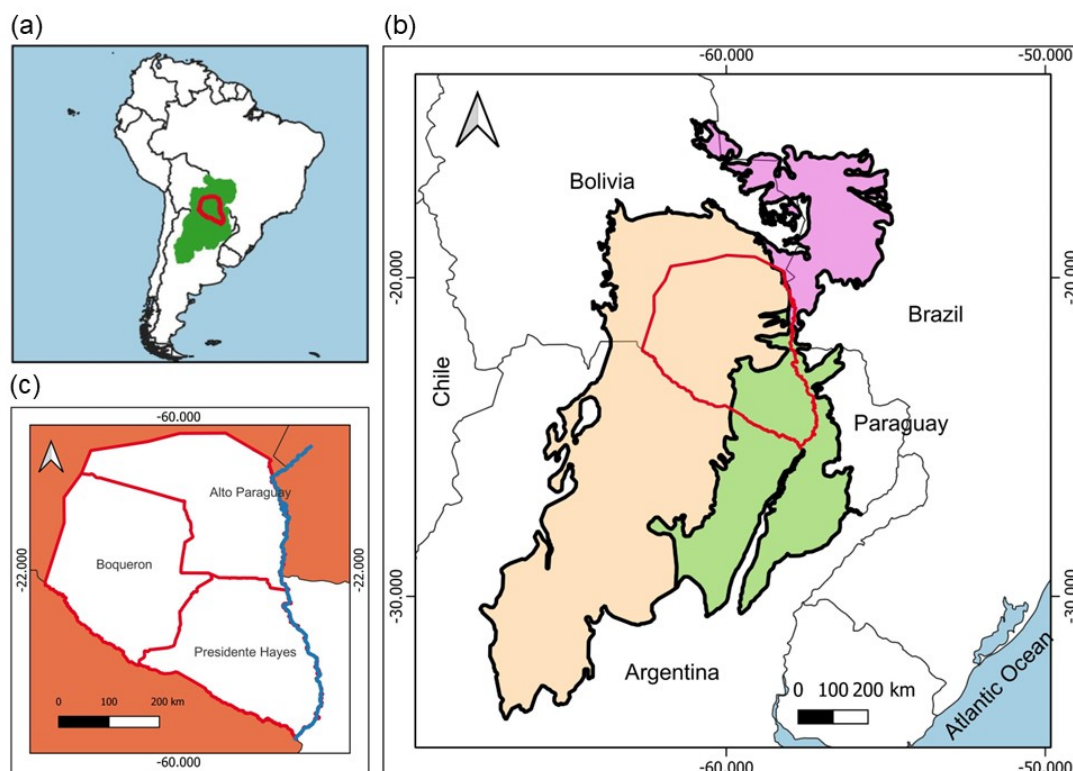 (a)
(b)
-60.000
-50.000
Bolivia
-20.000
-20.000
Brazil
Chile
Paraguay
-30.000
-30.000
Argentina
0 100 200 km
Atlantic Ocean
-60.000
-50.000
(c)
-60.000
Alto Paraguay
Boqueron
-22.000
-22.000
Presidente Hayes
0 100 200 km
-60.000